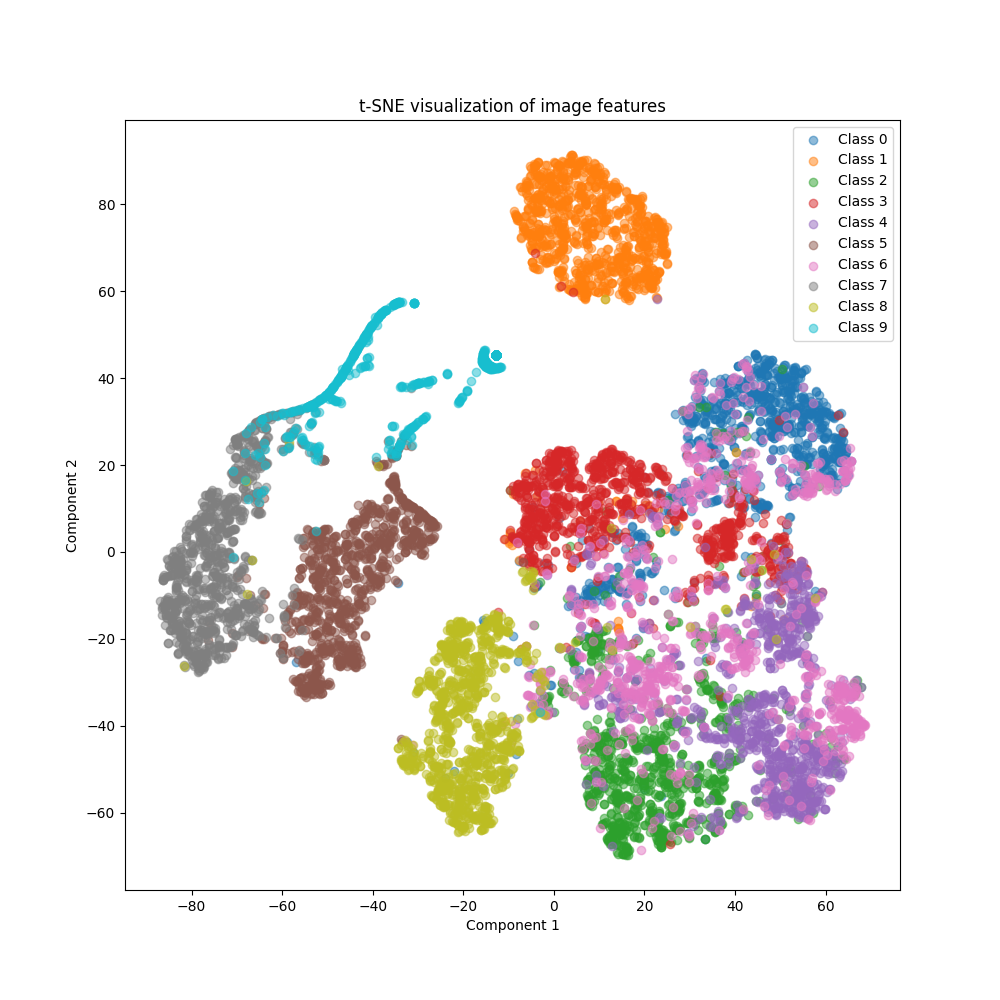 t-SNE visualization of image features
Class 0
Class 1
Class 2
Class 3
Class 4
Class 5
Class 6
Class 7
Class 8
Class 9
80
60
40
20
0
−20
−40
−60
Component 2
−80 −60 −40 −20 0 20 40 60
Component 1